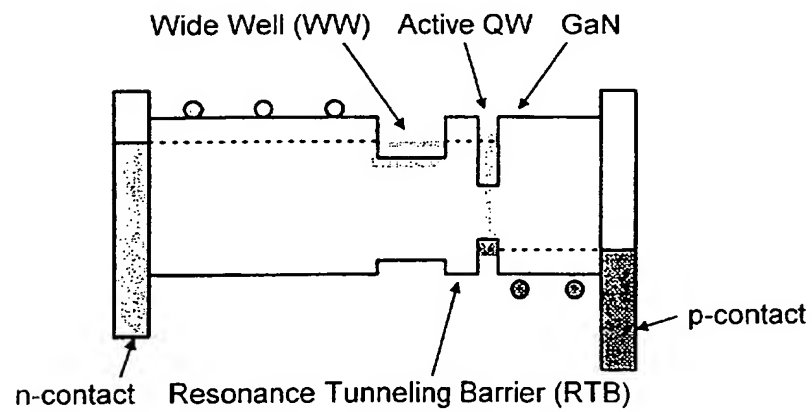 Wide Well (WW) Active QW GaN
p-contact
n-contact Resonance Tunneling Barrier (RTB)